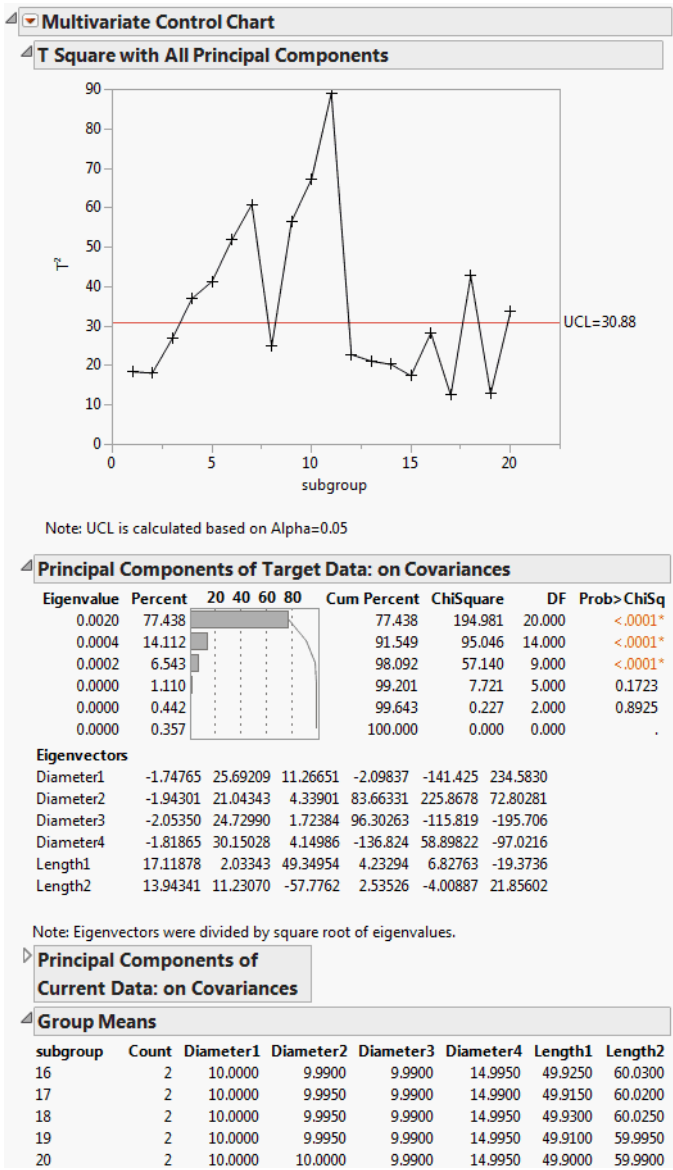 Multivariate Control Chart
T Square with All Principal Components
90
80
70
60
50
40
30
20
10
0
T²
UCL=30.88
0 5 10 15 20
subgroup
Note: UCL is calculated based on Alpha=0.05
Principal Components of Target Data: on Covariances
Eigenvalue Percent 20 40 60 80 Cum Percent ChiSquare DF Prob>ChiSq
0.0020 77.438 77.438 194.981 20.000 <.0001*
0.0004 14.112 91.549 95.046 14.000 <.0001*
0.0002 6.543 98.092 57.140 9.000 <.0001*
0.0000 1.110 99.201 7.721 5.000 0.1723
0.0000 0.442 99.643 0.227 2.000 0.8925
0.0000 0.357 100.000 0.000 0.000 .
Eigenvectors
Diameter1 -1.74765 25.69209 11.26651 -2.09837 -141.425 234.5830
Diameter2 -1.94301 21.04343 4.33901 83.66331 225.8678 72.80281
Diameter3 -2.05350 24.72990 1.72384 96.30263 -115.819 -195.706
Diameter4 -1.81865 30.15028 4.14986 -136.824 58.89822 -97.0216
Length1 17.11878 2.03343 49.34954 4.23294 6.82763 -19.3736
Length2 13.94341 11.23070 -57.7762 2.53526 -4.00887 21.85602
Note: Eigenvectors were divided by square root of eigenvalues.
Principal Components of
Current Data: on Covariances
Group Means
subgroup Count Diameter1 Diameter2 Diameter3 Diameter4 Length1 Length2
16 2 10.0000 9.9900 9.9900 14.9950 49.9250 60.0300
17 2 10.0000 9.9950 9.9900 14.9900 49.9150 60.0200
18 2 10.0000 9.9950 9.9900 14.9950 49.9300 60.0250
19 2 10.0000 9.9950 9.9900 14.9950 49.9100 59.9950
20 2 10.0000 10.0000 9.9900 14.9950 49.9000 59.9900